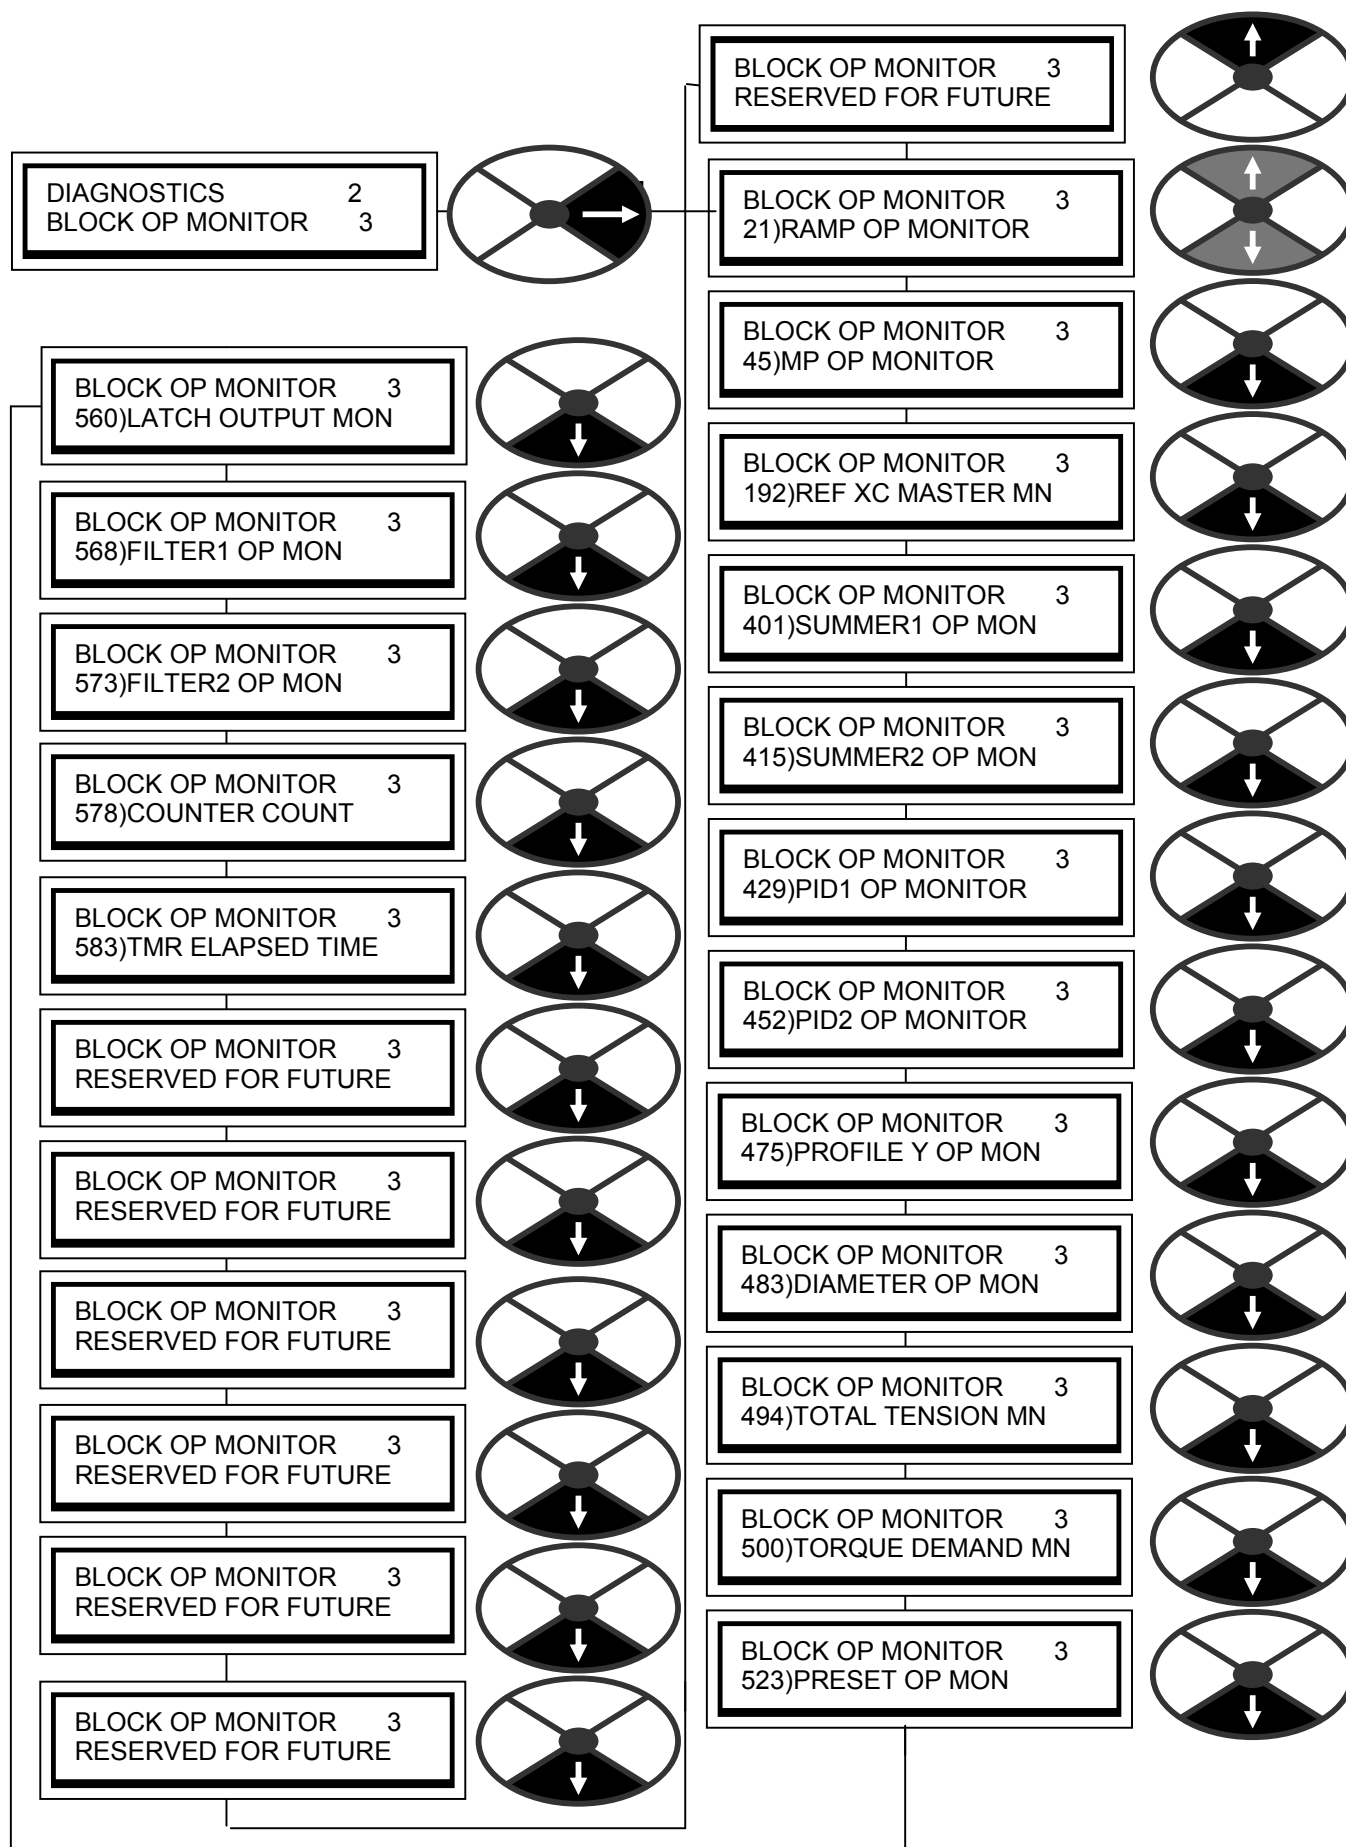 DIAGNOSTICS 2
BLOCK OP MONITOR 3
BLOCK OP MONITOR 3
RESERVED FOR FUTURE
BLOCK OP MONITOR 3
21)RAMP OP MONITOR
BLOCK OP MONITOR 3
45)MP OP MONITOR
BLOCK OP MONITOR 3
192)REF XC MASTER MN
BLOCK OP MONITOR 3
401)SUMMER1 OP MON
BLOCK OP MONITOR 3
415)SUMMER2 OP MON
BLOCK OP MONITOR 3
429)PID1 OP MONITOR
BLOCK OP MONITOR 3
452)PID2 OP MONITOR
BLOCK OP MONITOR 3
475)PROFILE Y OP MON
BLOCK OP MONITOR 3
483)DIAMETER OP MON
BLOCK OP MONITOR 3
494)TOTAL TENSION MN
BLOCK OP MONITOR 3
500)TORQUE DEMAND MN
BLOCK OP MONITOR 3
523)PRESET OP MON
BLOCK OP MONITOR 3
560)LATCH OUTPUT MON
BLOCK OP MONITOR 3
568)FILTER1 OP MON
BLOCK OP MONITOR 3
573)FILTER2 OP MON
BLOCK OP MONITOR 3
578)COUNTER COUNT
BLOCK OP MONITOR 3
583)TMR ELAPSED TIME
BLOCK OP MONITOR 3
RESERVED FOR FUTURE
BLOCK OP MONITOR 3
RESERVED FOR FUTURE
BLOCK OP MONITOR 3
RESERVED FOR FUTURE
BLOCK OP MONITOR 3
RESERVED FOR FUTURE
BLOCK OP MONITOR 3
RESERVED FOR FUTURE
BLOCK OP MONITOR 3
RESERVED FOR FUTURE